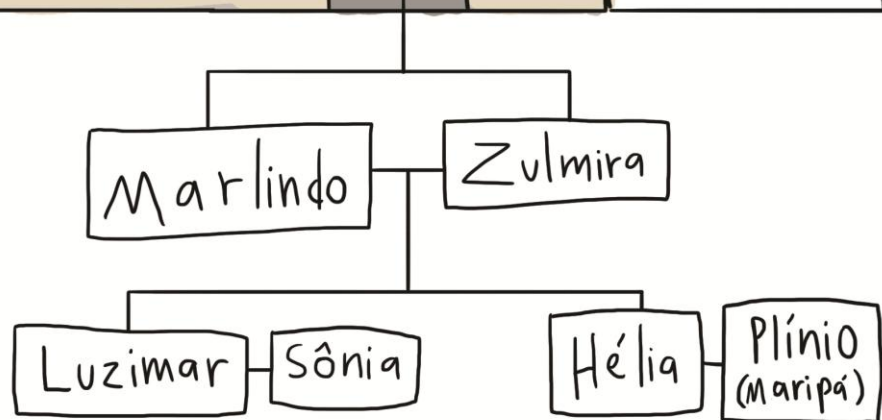 Marlindo
Zulmira
Luzimar
Sônia
Hélia
Plínio
(Maripá)